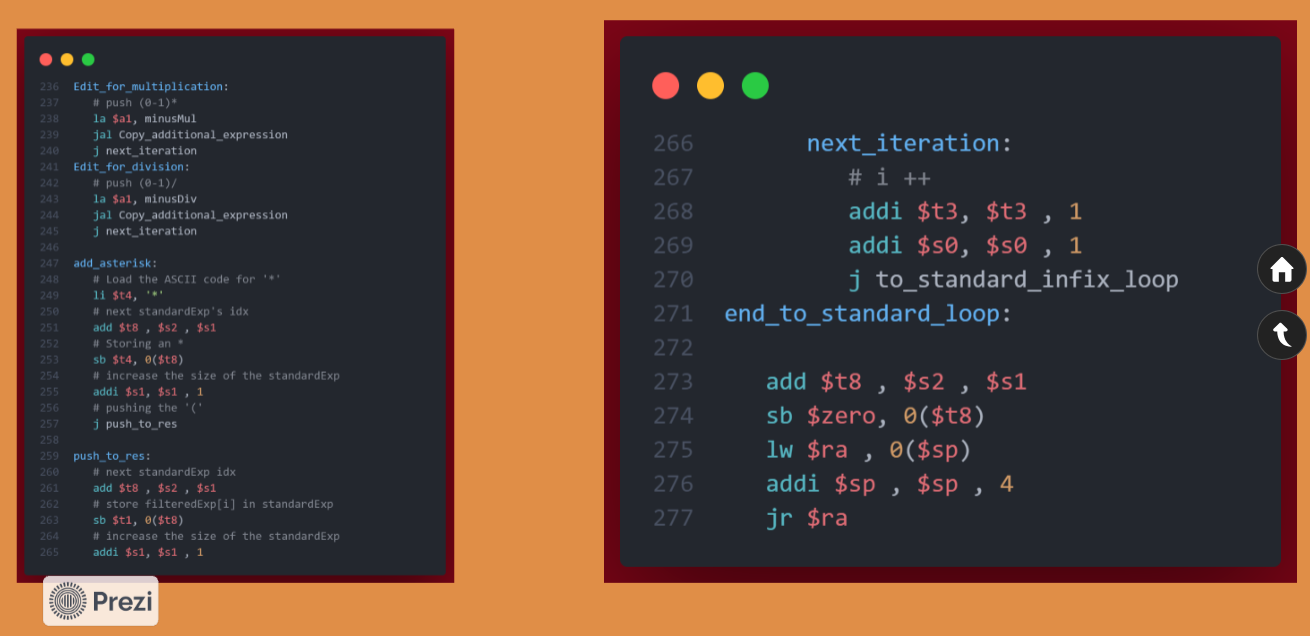 236 Edit_for_multiplication:
237 # push (0-1)*
238 la $a1, minusMul
239 jal Copy_additional_expression
240 j next_iteration
241 Edit_for_division:
242 # push (0-1)/
243 la $a1, minusDiv
244 jal Copy_additional_expression
245 j next_iteration
246
247 add_asterisk:
248 # Load the ASCII code for '*'
249 li $t4, '*'
250 # next standardExp's idx
251 add $t8 , $s2 , $s1
252 # Storing an *
253 sb $t4, 0($t8)
254 # increase the size of the standardExp
255 addi $s1, $s1 , 1
256 # pushing the '('
257 j push_to_res
258
259 push_to_res:
260 # next standardExp idx
261 add $t8 , $s2 , $s1
262 # store filteredExp[i] in standardExp
263 sb $t1, 0($t8)
264 # increase the size of the standardExp
265 addi $s1, $s1 , 1
Prezi
266 next_iteration:
267 # i ++
268 addi $t3, $t3 , 1
269 addi $s0, $s0 , 1
270 j to_standard_infix_loop
271 end_to_standard_loop:
272
273 add $t8 , $s2 , $s1
274 sb $zero, 0($t8)
275 lw $ra , 0($sp)
276 addi $sp , $sp , 4
277 jr $ra